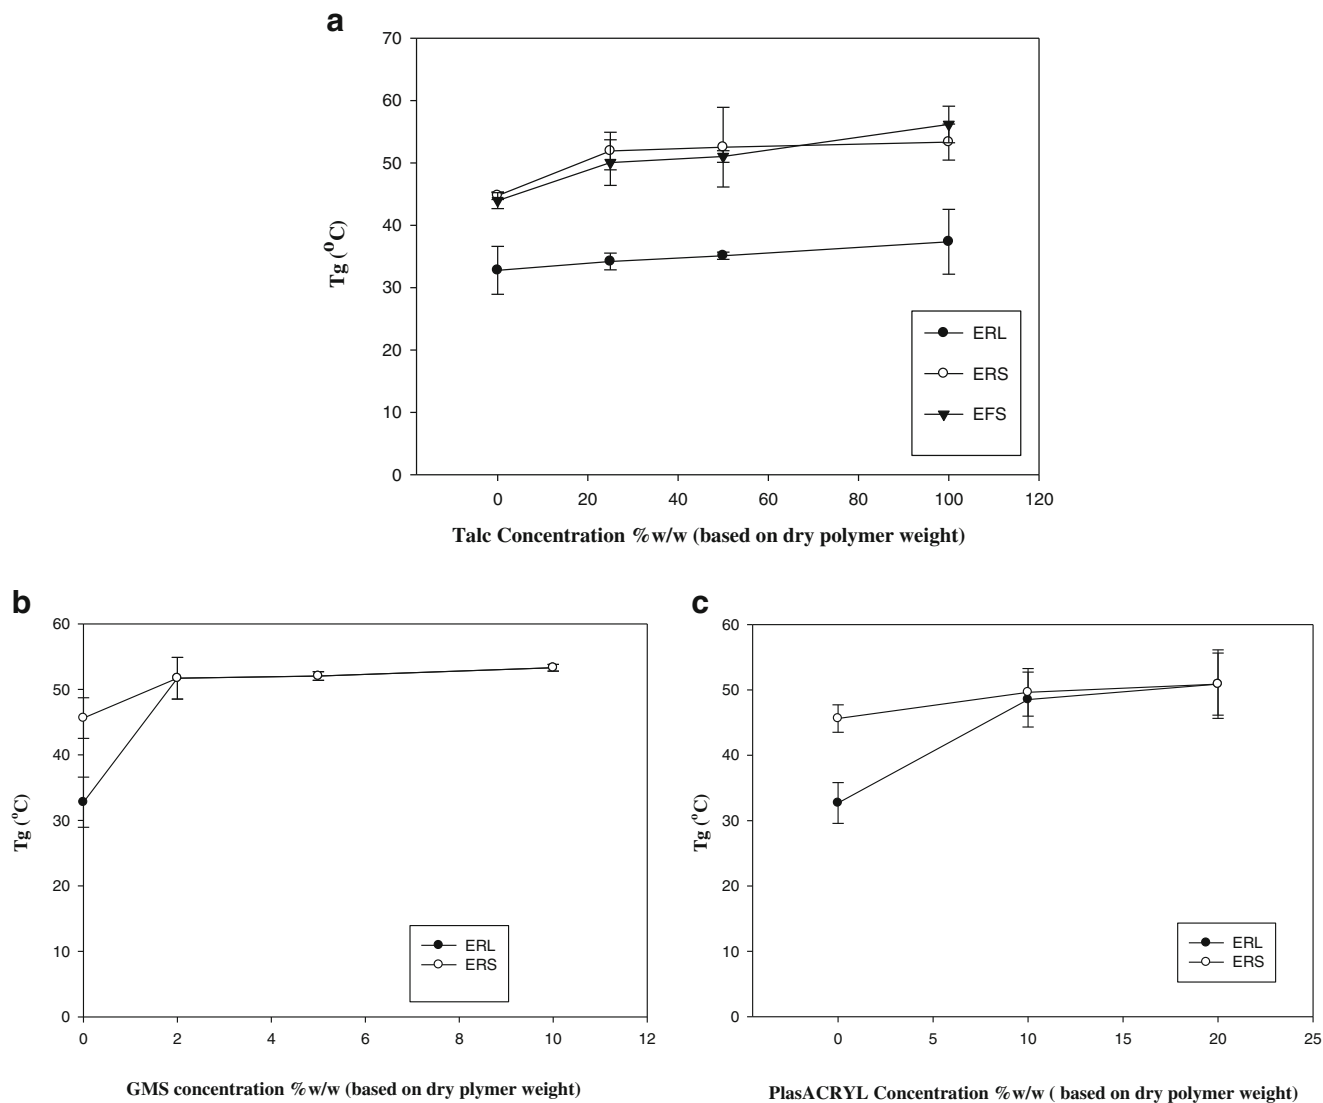 a
70
60
50
40
30
20
10
0
Tg (°C)
ERL
ERS
EFS
0 20 40 60 80 100 120
Talc Concentration %w/w (based on dry polymer weight)
b
60
50
40
30
20
10
0
Tg (°C)
ERL
ERS
0 2 4 6 8 10 12
GMS concentration %w/w (based on dry plymer weight)
c
60
50
40
30
20
10
0
Tg (°C)
ERL
ERS
0 5 10 15 20 25
PlasACRYL Concentration %w/w ( based on dry polymer weight)